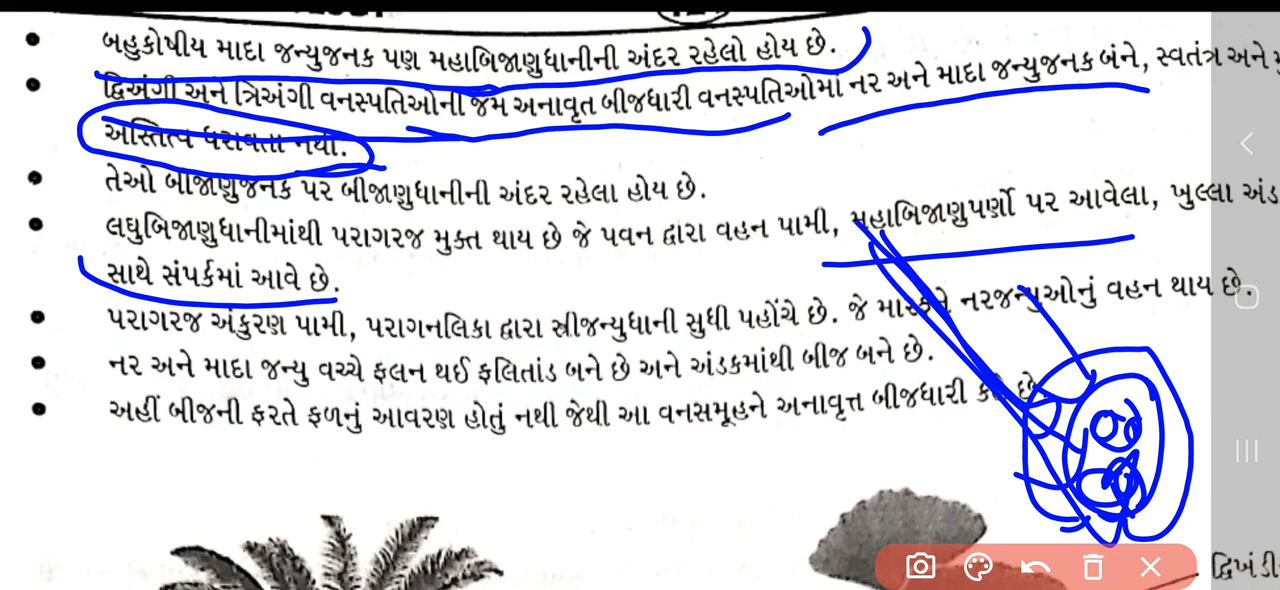 બહુકોષીય માદા જન્યુજનક પણ મહાબિજાણુધાનીની અંદર રહેલો હોય છે.
દ્વિઅંગી અને ત્રિઅંગી વનસ્પતિઓની જેમ અનાવૃત બીજધારી વનસ્પતિઓમાં નર અને માદા જન્યુજનક બંને, સ્વતંત્ર અને
અસ્તિત્વ ધરાવતા નથી.
તેઓ બીજાણુજનક પર બીજાણુધાનીની અંદર રહેલા હોય છે.
લઘુબિજાણુધાનીમાંથી પરાગરજ મુક્ત થાય છે જે પવન દ્વારા વહન પામી, મહાબિજાણુપર્ણો પર આવેલા, ખુલ્લા અંડ
સાથે સંપર્કમાં આવે છે.
પરાગરજ અંકુરણ પામી, પરાગનલિકા દ્વારા સ્ત્રીજન્યુધાની સુધી પહોંચે છે. જે મારફતે નરજન્યુઓનું વહન થાય છે.
નર અને માદા જન્યુ વચ્ચે ફલન થઈ ફલિતાંડ બને છે અને અંડકમાંથી બીજ બને છે.
અહીં બીજની ફરતે ફળનું આવરણ હોતું નથી જેથી આ વનસમૂહને અનાવૃત્ત બીજધારી કહે છે.
દ્વિખંડી